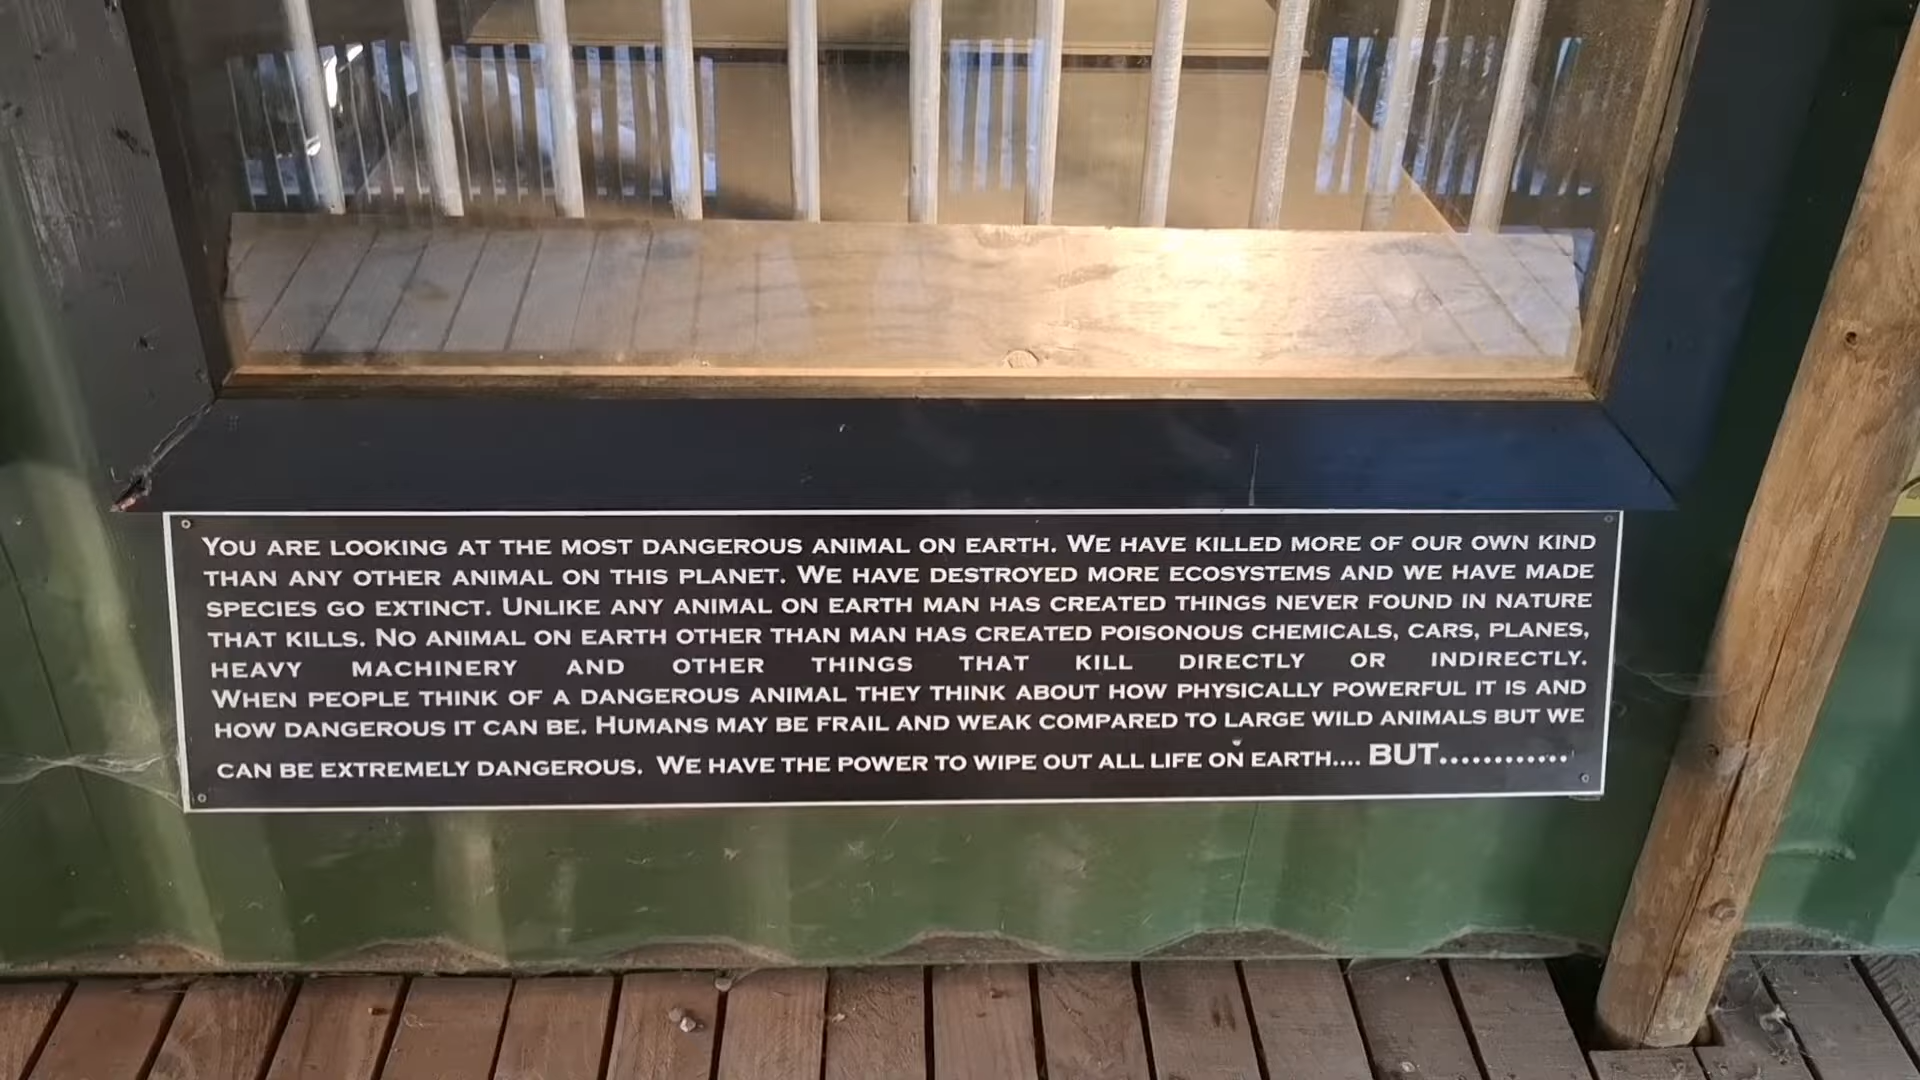 YOU ARE LOOKING AT THE MOST DANGEROUS ANIMAL ON EARTH. WE HAVE KILLED MORE OF OUR OWN KIND
THAN ANY OTHER ANIMAL ON THIS PLANET. WE HAVE DESTROYED MORE ECOSYSTEMS AND WE HAVE MADE
SPECIES GO EXTINCT. UNLIKE ANY ANIMAL ON EARTH MAN HAS CREATED THINGS NEVER FOUND IN NATURE
THAT KILLS. NO ANIMAL ON EARTH OTHER THAN MAN HAS CREATED POISONOUS CHEMICALS, CARS, PLANES,
HEAVY MACHINERY AND OTHER THINGS THAT KILL DIRECTLY OR INDIRECTLY.
WHEN PEOPLE THINK OF A DANGEROUS ANIMAL THEY THINK ABOUT HOW PHYSICALLY POWERFUL IT IS AND
HOW DANGEROUS IT CAN BE. HUMANS MAY BE FRAIL AND WEAK COMPARED TO LARGE WILD ANIMALS BUT WE
CAN BE EXTREMELY DANGEROUS. WE HAVE THE POWER TO WIPE OUT ALL LIFE ON EARTH.... BUT............